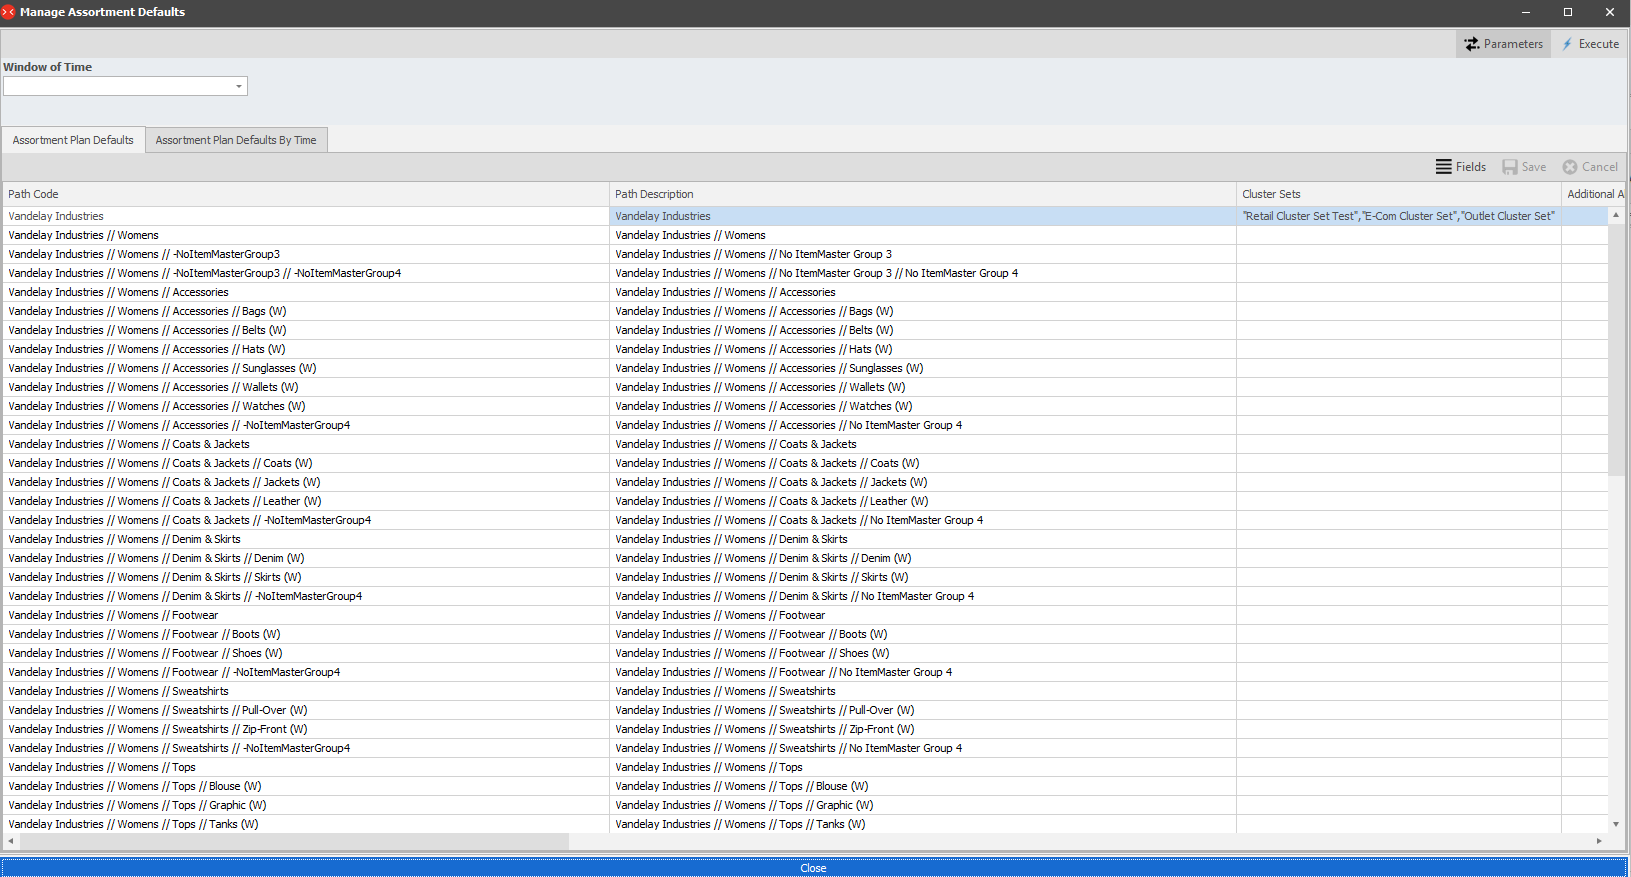 Manage Assortment Defaults
Parameters Execute
Window of Time
Assortment Plan Defaults Assortment Plan Defaults By Time
Fields Save Cancel
Path Code Path Description Cluster Sets Additional A
Vandelay Industries Vandelay Industries "Retail Cluster Set Test","E-Com Cluster Set","Outlet Cluster Set"
Vandelay Industries // Womens Vandelay Industries // Womens
Vandelay Industries // Womens // -NoItemMasterGroup3 Vandelay Industries // Womens // No ItemMaster Group 3
Vandelay Industries // Womens // -NoItemMasterGroup3 // -NoItemMasterGroup4 Vandelay Industries // Womens // No ItemMaster Group 3 // No ItemMaster Group 4
Vandelay Industries // Womens // Accessories Vandelay Industries // Womens // Accessories
Vandelay Industries // Womens // Accessories // Bags (W) Vandelay Industries // Womens // Accessories // Bags (W)
Vandelay Industries // Womens // Accessories // Belts (W) Vandelay Industries // Womens // Accessories // Belts (W)
Vandelay Industries // Womens // Accessories // Hats (W) Vandelay Industries // Womens // Accessories // Hats (W)
Vandelay Industries // Womens // Accessories // Sunglasses (W) Vandelay Industries // Womens // Accessories // Sunglasses (W)
Vandelay Industries // Womens // Accessories // Wallets (W) Vandelay Industries // Womens // Accessories // Wallets (W)
Vandelay Industries // Womens // Accessories // Watches (W) Vandelay Industries // Womens // Accessories // Watches (W)
Vandelay Industries // Womens // Accessories // -NoItemMasterGroup4 Vandelay Industries // Womens // Accessories // No ItemMaster Group 4
Vandelay Industries // Womens // Coats & Jackets Vandelay Industries // Womens // Coats & Jackets
Vandelay Industries // Womens // Coats & Jackets // Coats (W) Vandelay Industries // Womens // Coats & Jackets // Coats (W)
Vandelay Industries // Womens // Coats & Jackets // Jackets (W) Vandelay Industries // Womens // Coats & Jackets // Jackets (W)
Vandelay Industries // Womens // Coats & Jackets // Leather (W) Vandelay Industries // Womens // Coats & Jackets // Leather (W)
Vandelay Industries // Womens // Coats & Jackets // -NoItemMasterGroup4 Vandelay Industries // Womens // Coats & Jackets // No ItemMaster Group 4
Vandelay Industries // Womens // Denim & Skirts Vandelay Industries // Womens // Denim & Skirts
Vandelay Industries // Womens // Denim & Skirts // Denim (W) Vandelay Industries // Womens // Denim & Skirts // Denim (W)
Vandelay Industries // Womens // Denim & Skirts // Skirts (W) Vandelay Industries // Womens // Denim & Skirts // Skirts (W)
Vandelay Industries // Womens // Denim & Skirts // -NoItemMasterGroup4 Vandelay Industries // Womens // Denim & Skirts // No ItemMaster Group 4
Vandelay Industries // Womens // Footwear Vandelay Industries // Womens // Footwear
Vandelay Industries // Womens // Footwear // Boots (W) Vandelay Industries // Womens // Footwear // Boots (W)
Vandelay Industries // Womens // Footwear // Shoes (W) Vandelay Industries // Womens // Footwear // Shoes (W)
Vandelay Industries // Womens // Footwear // -NoItemMasterGroup4 Vandelay Industries // Womens // Footwear // No ItemMaster Group 4
Vandelay Industries // Womens // Sweatshirts Vandelay Industries // Womens // Sweatshirts
Vandelay Industries // Womens // Sweatshirts // Pull-Over (W) Vandelay Industries // Womens // Sweatshirts // Pull-Over (W)
Vandelay Industries // Womens // Sweatshirts // Zip-Front (W) Vandelay Industries // Womens // Sweatshirts // Zip-Front (W)
Vandelay Industries // Womens // Sweatshirts // -NoItemMasterGroup4 Vandelay Industries // Womens // Sweatshirts // No ItemMaster Group 4
Vandelay Industries // Womens // Tops Vandelay Industries // Womens // Tops
Vandelay Industries // Womens // Tops // Blouse (W) Vandelay Industries // Womens // Tops // Blouse (W)
Vandelay Industries // Womens // Tops // Graphic (W) Vandelay Industries // Womens // Tops // Graphic (W)
Vandelay Industries // Womens // Tops // Tanks (W) Vandelay Industries // Womens // Tops // Tanks (W)
Close